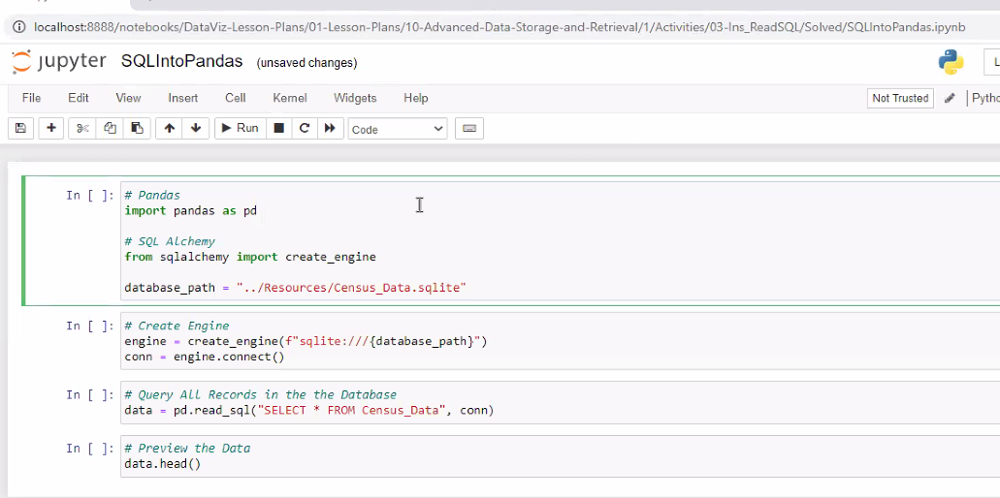 localhost:8888/notebooks/DataViz-Lesson-Plans/01-Lesson-Plans/10-Advanced-Data-Storage-and-Retrieval/1/Activities/03-Ins_ReadSQL/Solved/SQLIntoPandas.ipynb
jupyter SQLIntoPandas (unsaved changes)
File Edit View Insert Cell Kernel Widgets Help Not Trusted
Run Code
In [ ]: # Pandas
import pandas as pd
# SQL Alchemy
from sqlalchemy import create_engine
database_path = "../Resources/Census_Data.sqlite"
In [ ]: # Create Engine
engine = create_engine(f"sqlite:///{database_path}")
conn = engine.connect()
In [ ]: # Query All Records in the the Database
data = pd.read_sql("SELECT * FROM Census_Data", conn)
In [ ]: # Preview the Data
data.head()